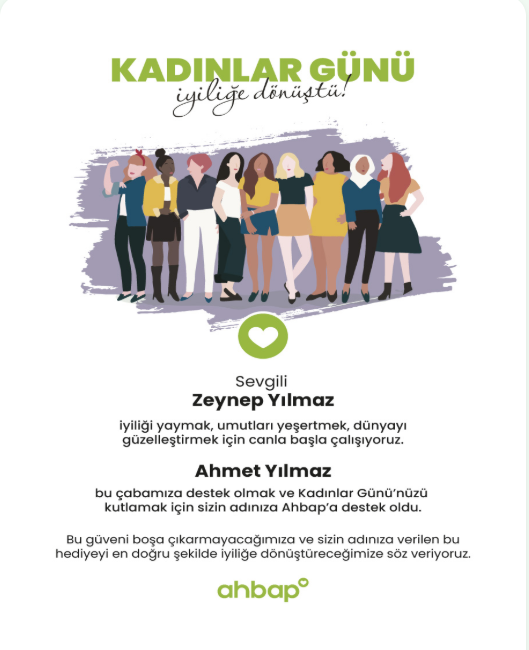 KADINLAR GÜNÜ
iyiliğe dönüştü!
Sevgili
Zeynep Yılmaz
iyiliği yaymak, umutları yeşertmek, dünyayı
güzelleştirmek için canla başla çalışıyoruz.
Ahmet Yılmaz
bu çabamıza destek olmak ve Kadınlar Günü’nüzü
kutlamak için sizin adınıza Ahbap’a destek oldu.
Bu güveni boşa çıkarmayacağımıza ve sizin adınıza verilen bu
hediyeyi en doğru şekilde iyiliğe dönüştüreceğimize söz veriyoruz.
ahbap